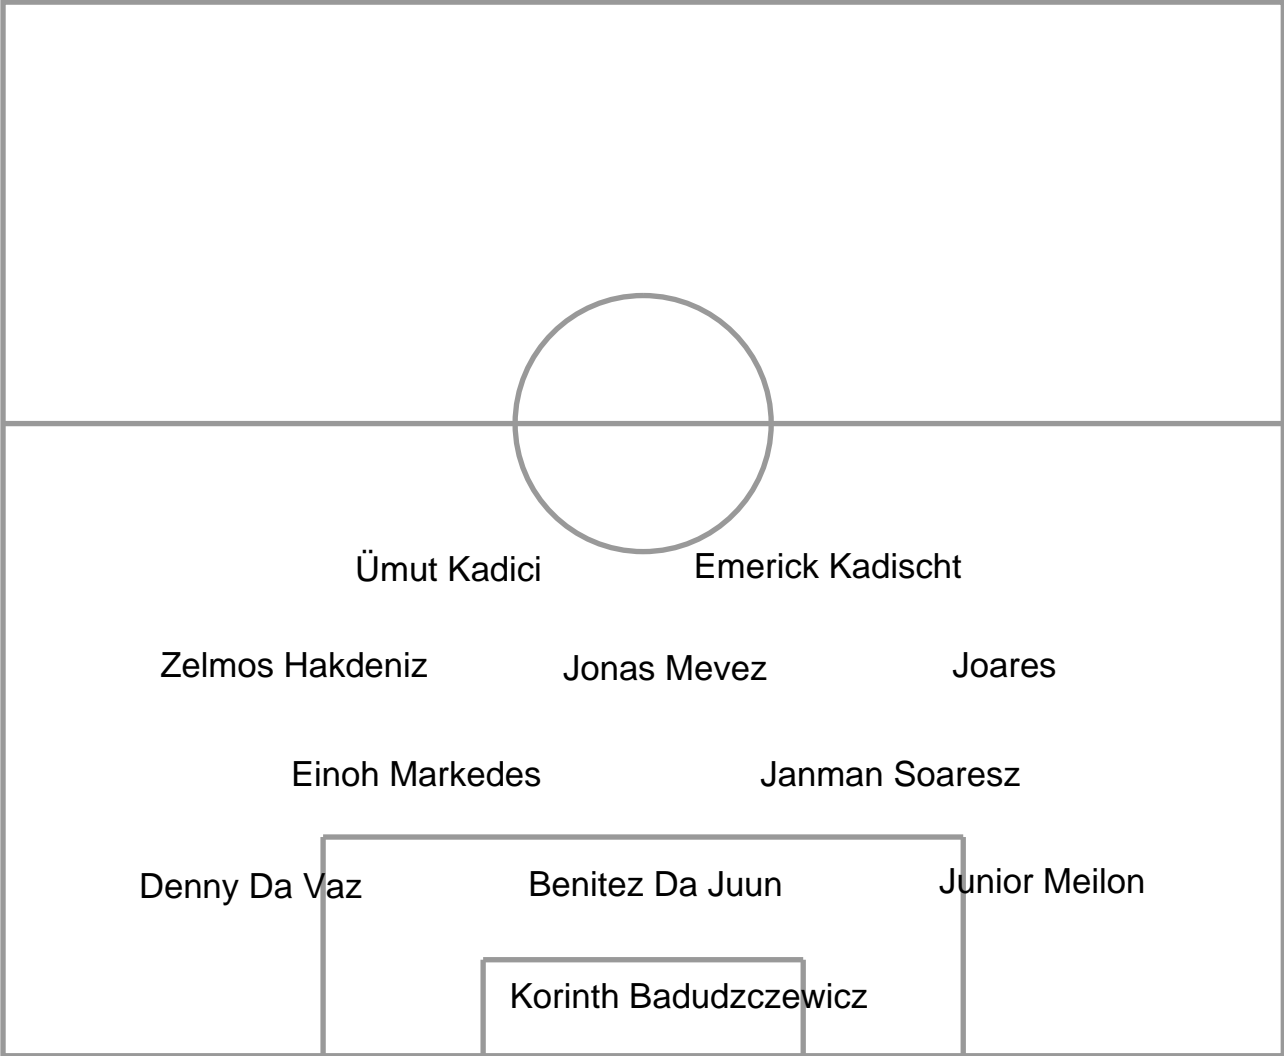 Ümut Kadici
Emerick Kadischt
Zelmos Hakdeniz
Jonas Mevez
Joares
Einoh Markedes
Janman Soaresz
Denny Da Vaz
Benitez Da Juun
Junior Meilon
Korinth Badudzczewicz